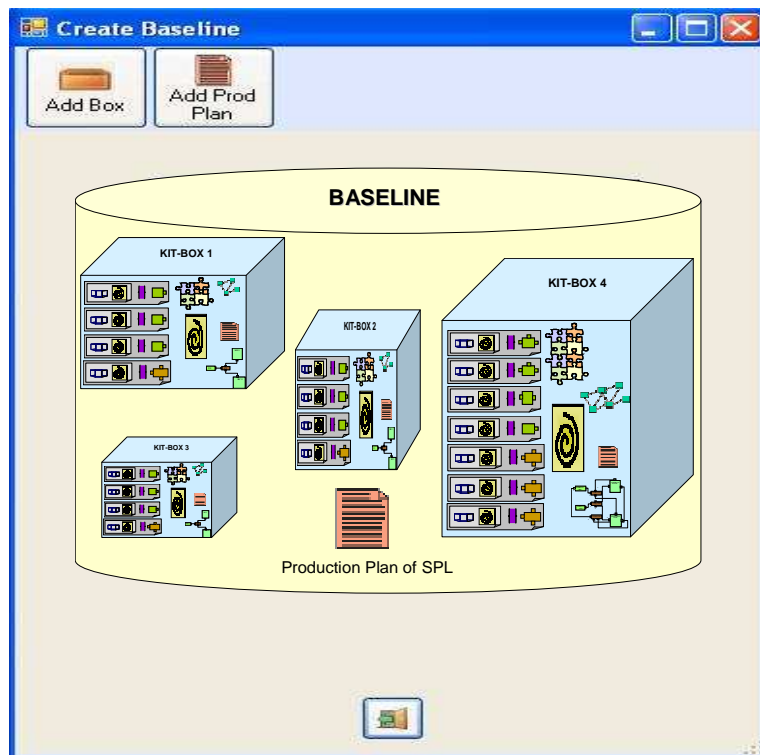 Create Baseline
Add Box
Add Prod
Plan
BASELINE
KIT-BOX 1
KIT-BOX 4
KIT-BOX 2
KIT-BOX 3
Production Plan of SPL